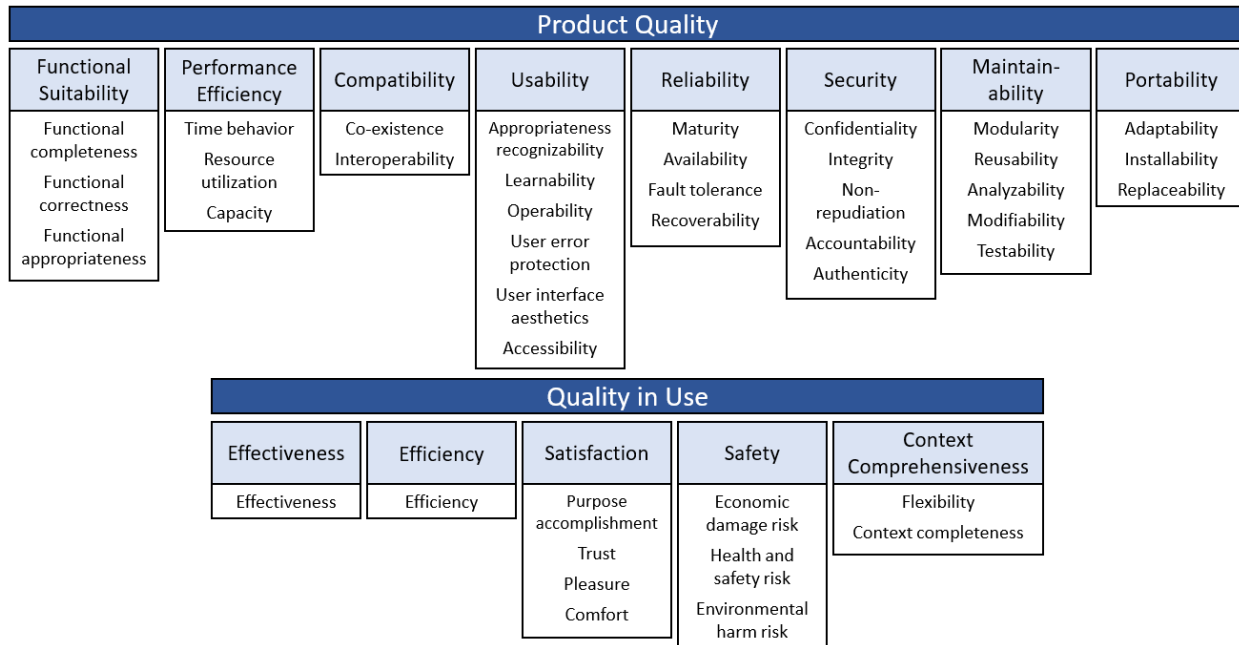 Product Quality
Functional
Suitability
Functional
completeness
Functional
correctness
Functional
appropriateness
Performance
Efficiency
Time behavior
Resource
utilization
Capacity
Compatibility
Co-existence
Interoperability
Usability
Appropriateness
recognizability
Learnability
Operability
User error
protection
User interface
aesthetics
Accessibility
Reliability
Maturity
Availability
Fault tolerance
Recoverability
Security
Confidentiality
Integrity
Non-
repudiation
Accountability
Authenticity
Maintain-
ability
Modularity
Reusability
Analyzability
Modifiability
Testability
Portability
Adaptability
Installability
Replaceability
Quality in Use
Effectiveness
Effectiveness
Efficiency
Efficiency
Satisfaction
Purpose
accomplishment
Trust
Pleasure
Comfort
Safety
Economic
damage risk
Health and
safety risk
Environmental
harm risk
Context
Comprehensiveness
Flexibility
Context completeness